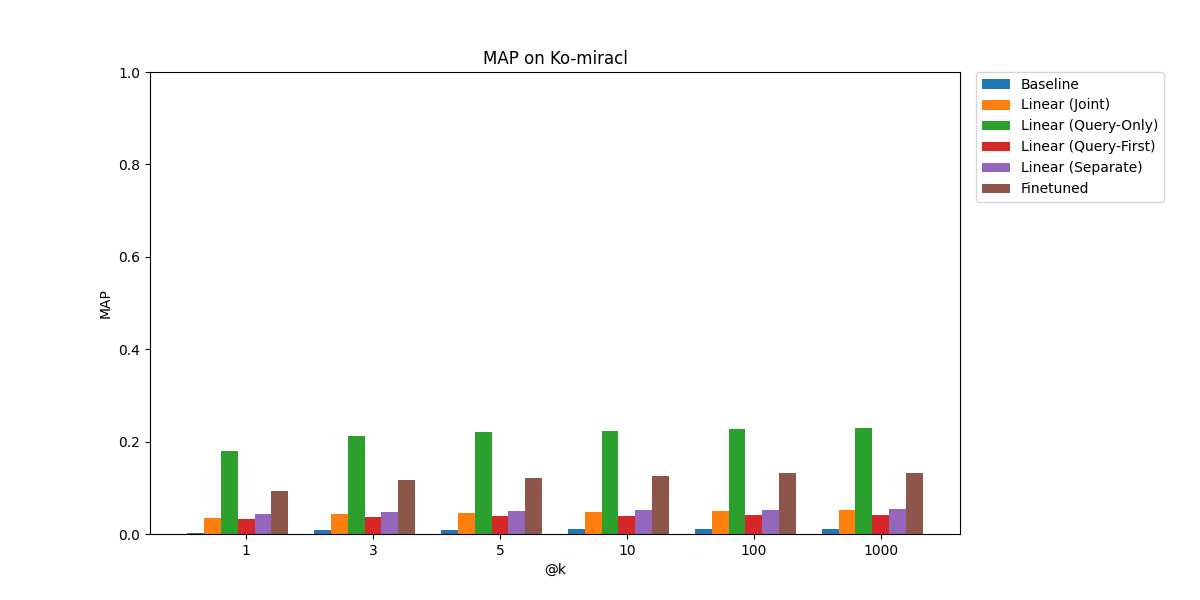 MAP on Ko-miracl
1.0
0.8
0.6
0.4
0.2
0.0
MAP
1 3 5 10 100 1000
@k
Baseline
Linear (Joint)
Linear (Query-Only)
Linear (Query-First)
Linear (Separate)
Finetuned